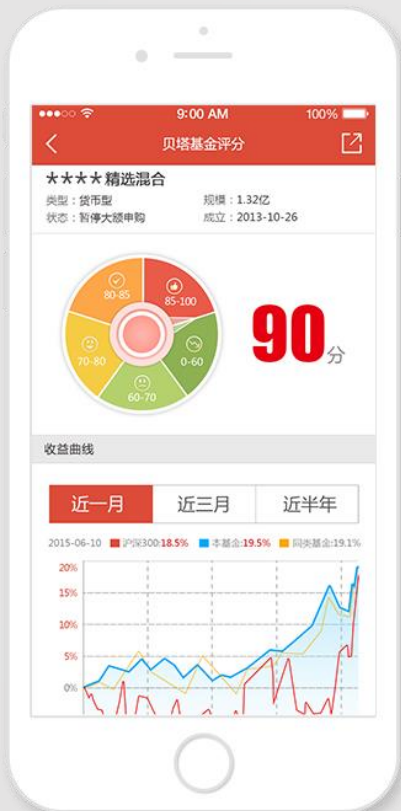 9:00 AM 100%
贝塔基金评分
****精选混合
类型：货币型 规模：1.32亿
状态：暂停大额申购 成立：2013-10-26
80-85 85-100
70-80 0-60
60-70
90分
收益曲线
近一月 近三月 近半年
2015-06-10 沪深300:18.5% 本基金:19.5% 同类基金:19.1%
20%
15%
10%
5%
0%